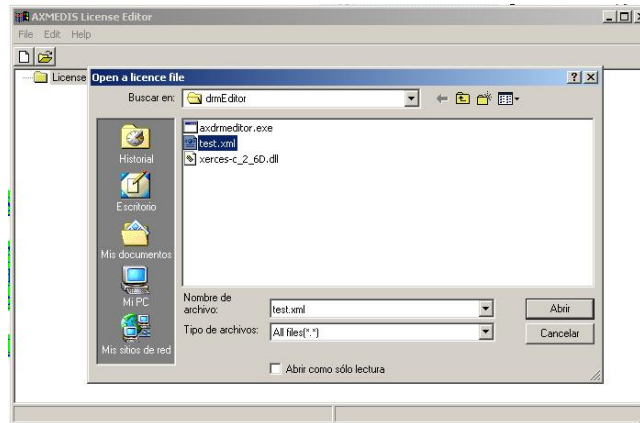 AXMEDIS License Editor
File Edit Help
License
Open a licence file
Buscar en:
drmEditor
Historial
Escritorio
Mis documentos
Mi PC
Mis sitios de red
axdrmeditor.exe
test.xml
xerces-c_2_6D.dll
Nombre de
archivo:
test.xml
Abrir
Tipo de archivos:
All files(*.*)
Cancelar
Abrir como sólo lectura